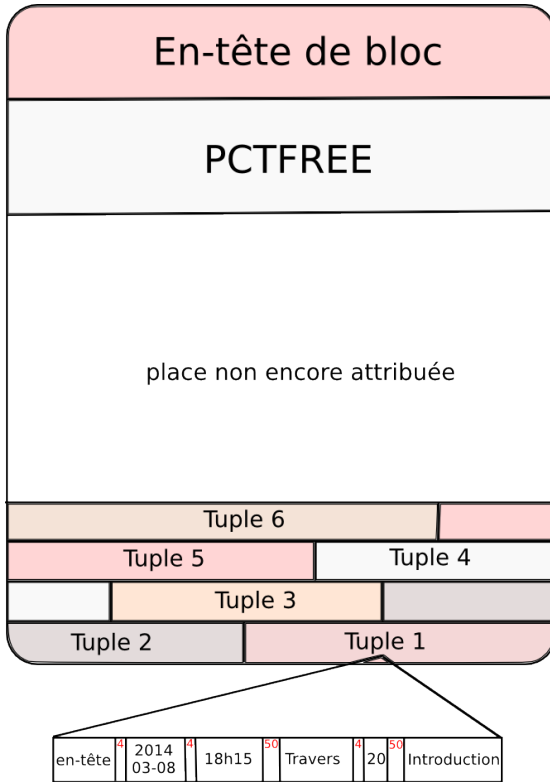 En-tête de bloc
PCTFREE
place non encore attribuée
Tuple 6
Tuple 5 Tuple 4
Tuple 3
Tuple 2 Tuple 1
en-tête 4 2014 03-08 4 18h15 50 Travers 4 20 50 Introduction